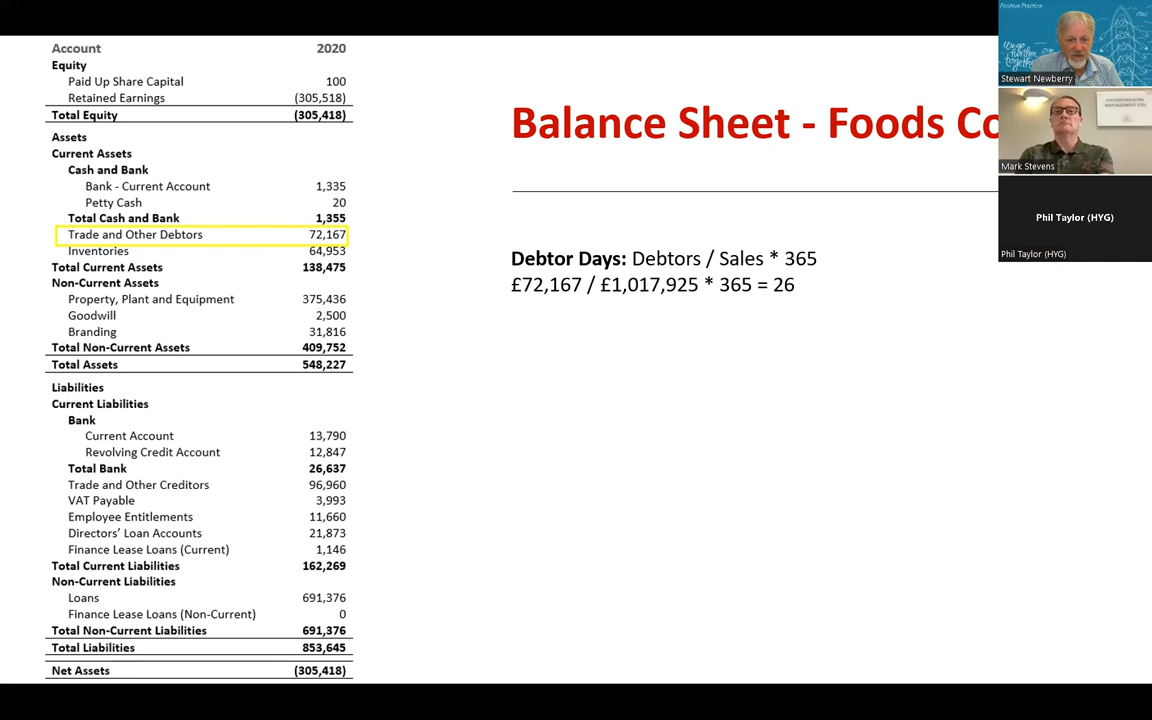 Account 2020
Equity
Paid Up Share Capital 100
Retained Earnings (305,518)
Total Equity (305,418)
Assets
Current Assets
Cash and Bank
Bank - Current Account 1,335
Petty Cash 20
Total Cash and Bank 1,355
Trade and Other Debtors 72,167
Inventories 64,953
Total Current Assets 138,475
Non-Current Assets
Property, Plant and Equipment 375,436
Goodwill 2,500
Branding 31,816
Total Non-Current Assets 409,752
Total Assets 548,227
Liabilities
Current Liabilities
Bank
Current Account 13,790
Revolving Credit Account 12,847
Total Bank 26,637
Trade and Other Creditors 96,960
VAT Payable 3,993
Employee Entitlements 11,660
Directors' Loan Accounts 21,873
Finance Lease Loans (Current) 1,146
Total Current Liabilities 162,269
Non-Current Liabilities
Loans 691,376
Finance Lease Loans (Non-Current) 0
Total Non-Current Liabilities 691,376
Total Liabilities 853,645
Net Assets (305,418)
Balance Sheet - Foods Co
Debtor Days: Debtors / Sales * 365
£72,167 / £1,017,925 * 365 = 26
Positive Practice
further
together
Stewart Newberry
MANAGEMENT LTD
Mark Stevens
Phil Taylor (HYG)
Phil Taylor (HYG)